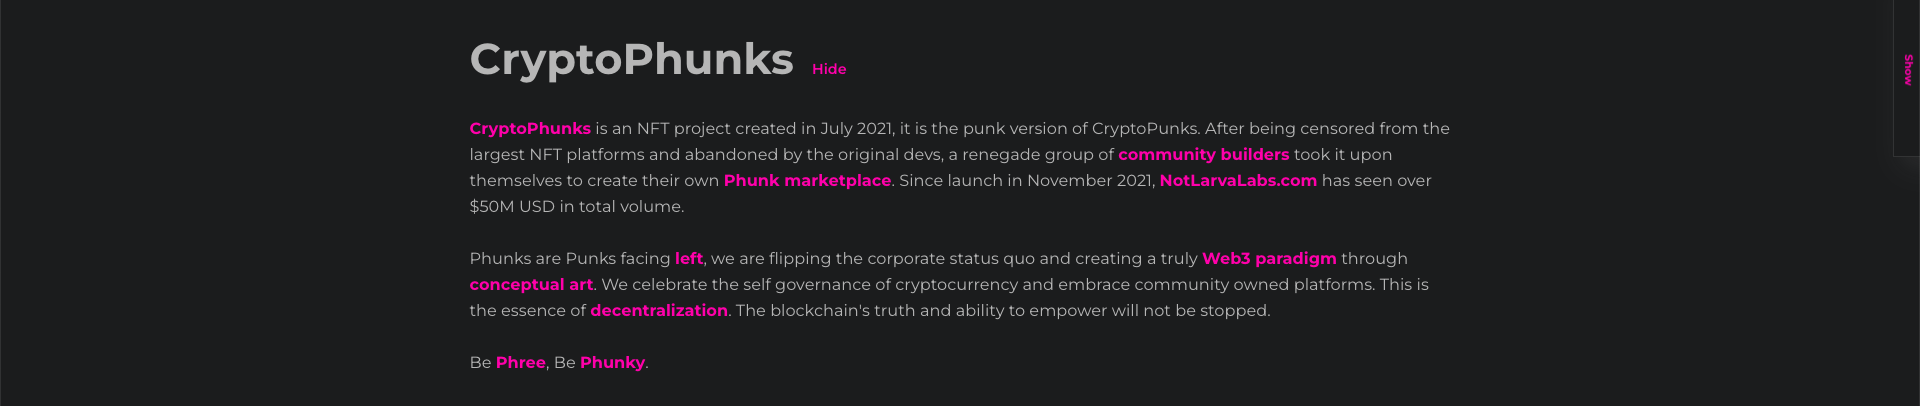 CryptoPhunks Hide
Show
CryptoPhunks is an NFT project created in July 2021, it is the punk version of CryptoPunks. After being censored from the
largest NFT platforms and abandoned by the original devs, a renegade group of community builders took it upon
themselves to create their own Phunk marketplace. Since launch in November 2021, NotLarvaLabs.com has seen over
$50M USD in total volume.
Phunks are Punks facing left, we are flipping the corporate status quo and creating a truly Web3 paradigm through
conceptual art. We celebrate the self governance of cryptocurrency and embrace community owned platforms. This is
the essence of decentralization. The blockchain's truth and ability to empower will not be stopped.
Be Phree, Be Phunky.